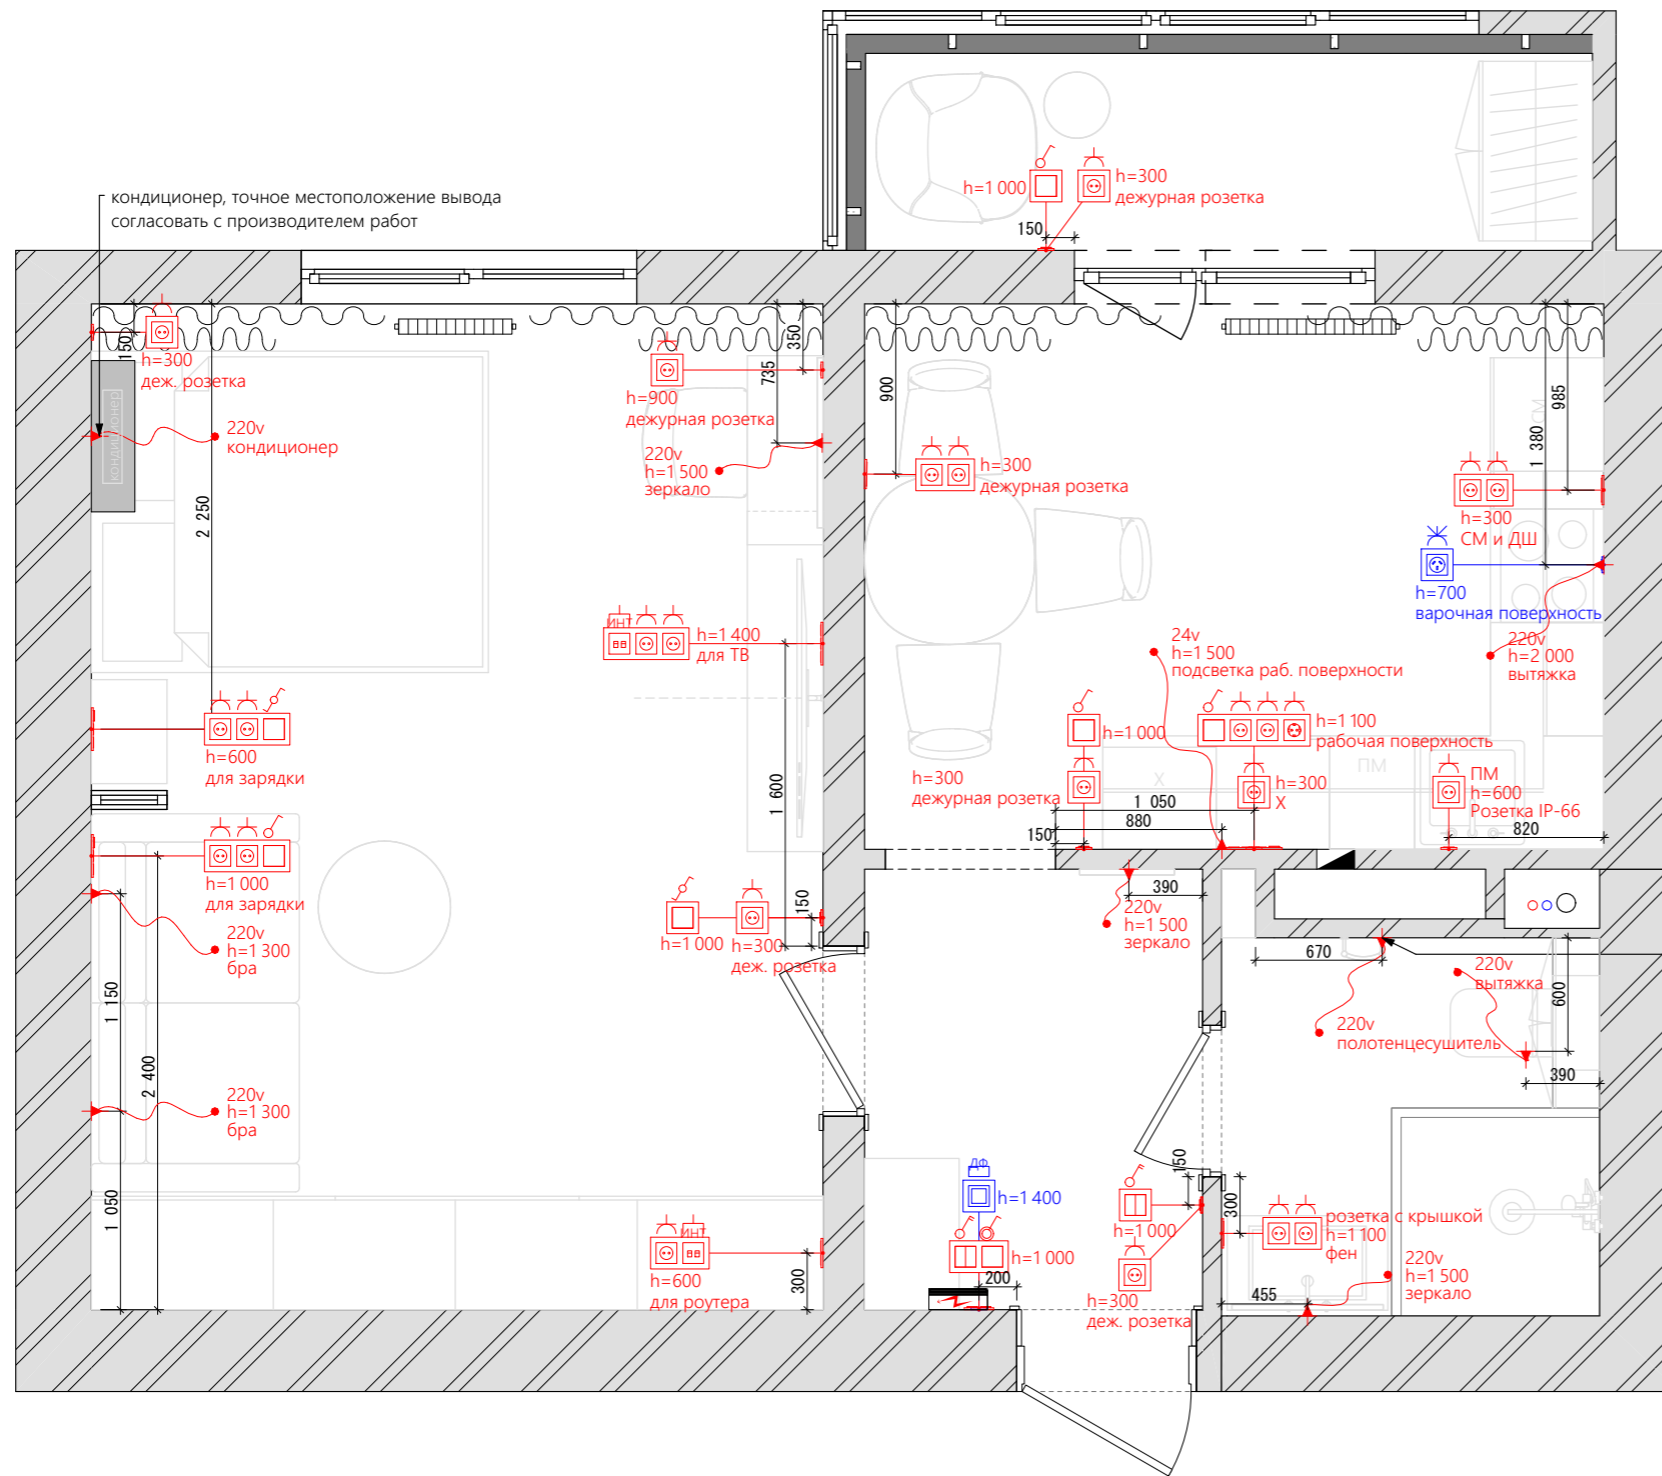 кондиционер, точное местоположение вывода
согласовать с производителем работ
h=1 000
h=300
дежурная розетка
150
150
h=300
деж. розетка
кондиционер
220v
кондиционер
2 250
350
735
h=900
дежурная розетка
220v
h=1 500
зеркало
900
h=300
дежурная розетка
985
1 380
СМ
h=300
СМ и ДШ
h=700
варочная поверхность
220v
h=2 000
вытяжка
ИНТ
h=1 400
для ТВ
24v
h=1 500
подсветка раб. поверхности
h=600
для зарядки
h=1 000
h=1 100
рабочая поверхность
Х
ПМ
h=300
дежурная розетка
h=300
Х
ПМ
h=600
Розетка IP-66
1 600
1 050
880
150
820
h=1 000
для зарядки
220v
h=1 300
бра
h=1 000
h=300
деж. розетка
150
390
220v
h=1 500
зеркало
670
220v
вытяжка
600
220v
полотенцесушитель
390
1 150
2 400
220v
h=1 300
бра
1 050
ИНТ
h=600
для роутера
300
ДФ
h=1 400
h=1 000
200
150
h=1 000
h=300
деж. розетка
300
розетка с крышкой
h=1 100
фен
220v
h=1 500
зеркало
455